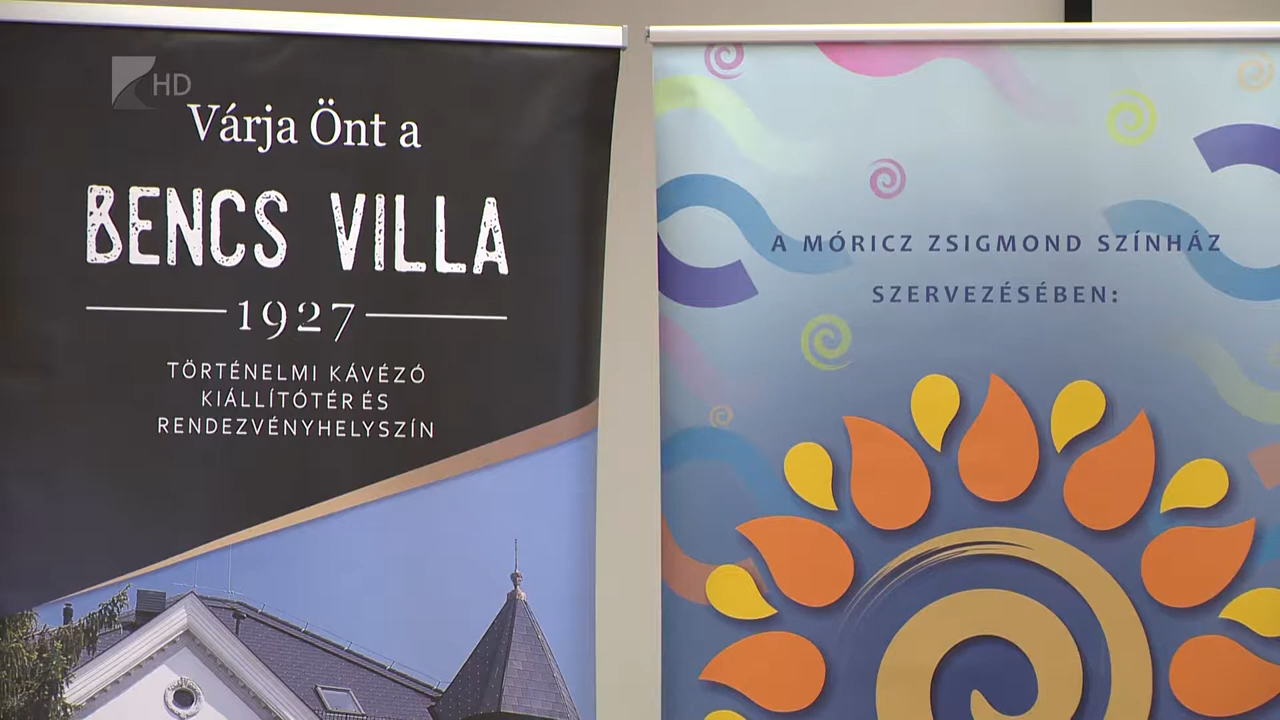 HD
Várja Önt a
BENCS VILLA
1927
TÖRTÉNELMI KÁVÉZÓ
KIÁLLÍTÓTÉR ÉS
RENDEZVÉNYHELYSZÍN
A MÓRICZ ZSIGMOND SZÍNHÁZ
SZERVEZÉSÉBEN: